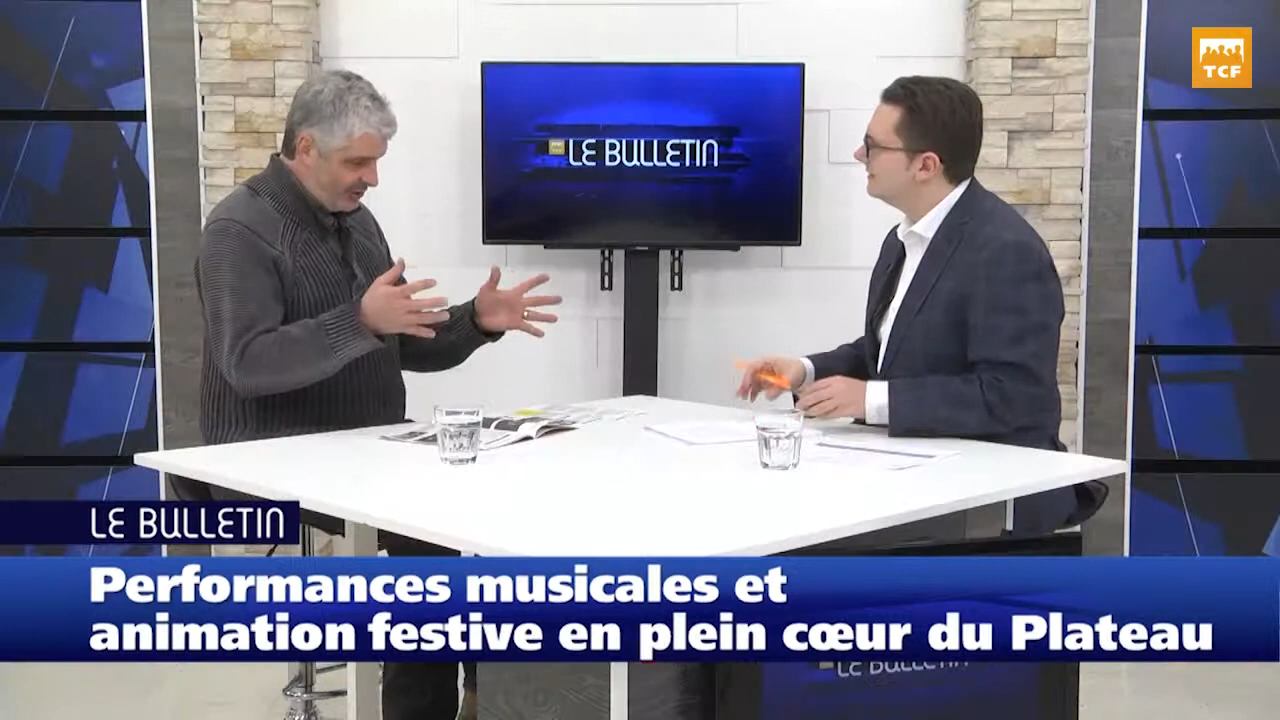 TCF
LE BULLETIN
LE BULLETIN
Performances musicales et
animation festive en plein cœur du Plateau
LE BULLETIN